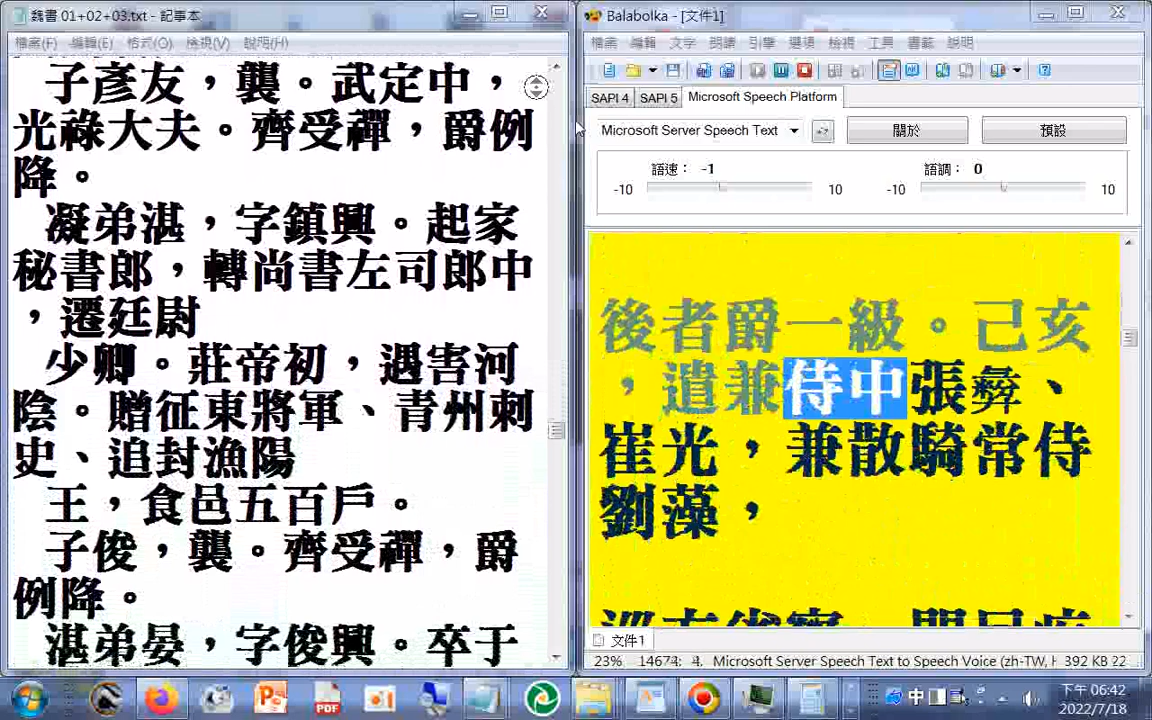 魏書 01+02+03.txt - 記事本
檔案(F) 編輯(E) 格式(O) 檢視(V) 說明(H)
子彥友，襲。武定中，
光祿大夫。齊受禪，爵例
降。
凝弟湛，字鎮興。起家
秘書郎，轉尚書左司郎中
，遷廷尉
少卿。莊帝初，遇害河
陰。贈征東將軍、青州刺
史、追封漁陽
王，食邑五百戶。
子俊，襲。齊受禪，爵
例降。
湛弟晏，字俊興。卒于
Balabolka - [文件1]
檔案 編輯 文字 朗讀 引擎 選項 檢視 工具 書籤 說明
SAPI 4 SAPI 5 Microsoft Speech Platform
Microsoft Server Speech Text 關於 預設
語速： -1 語調： 0
-10 10 -10 10
後者爵一級。己亥
，遣兼侍中張彝、
崔光，兼散騎常侍
劉藻，
文件1
23% Microsoft Server Speech Text to Speech Voice (zh-TW, 392 KB
中
下午 06:42
2022/7/18